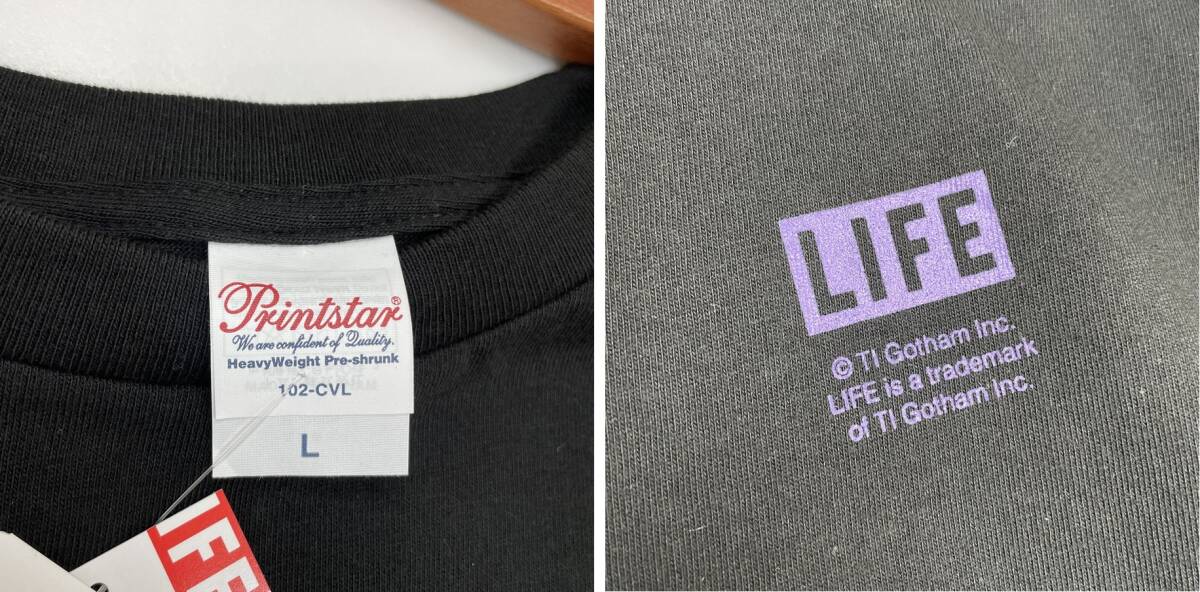 Printstar®
We are confident of Quality.
HeavyWeight Pre-shrunk
102-CVL
L
IFE
LIFE
© TI Gotham Inc.
LIFE is a trademark
of TI Gotham Inc.